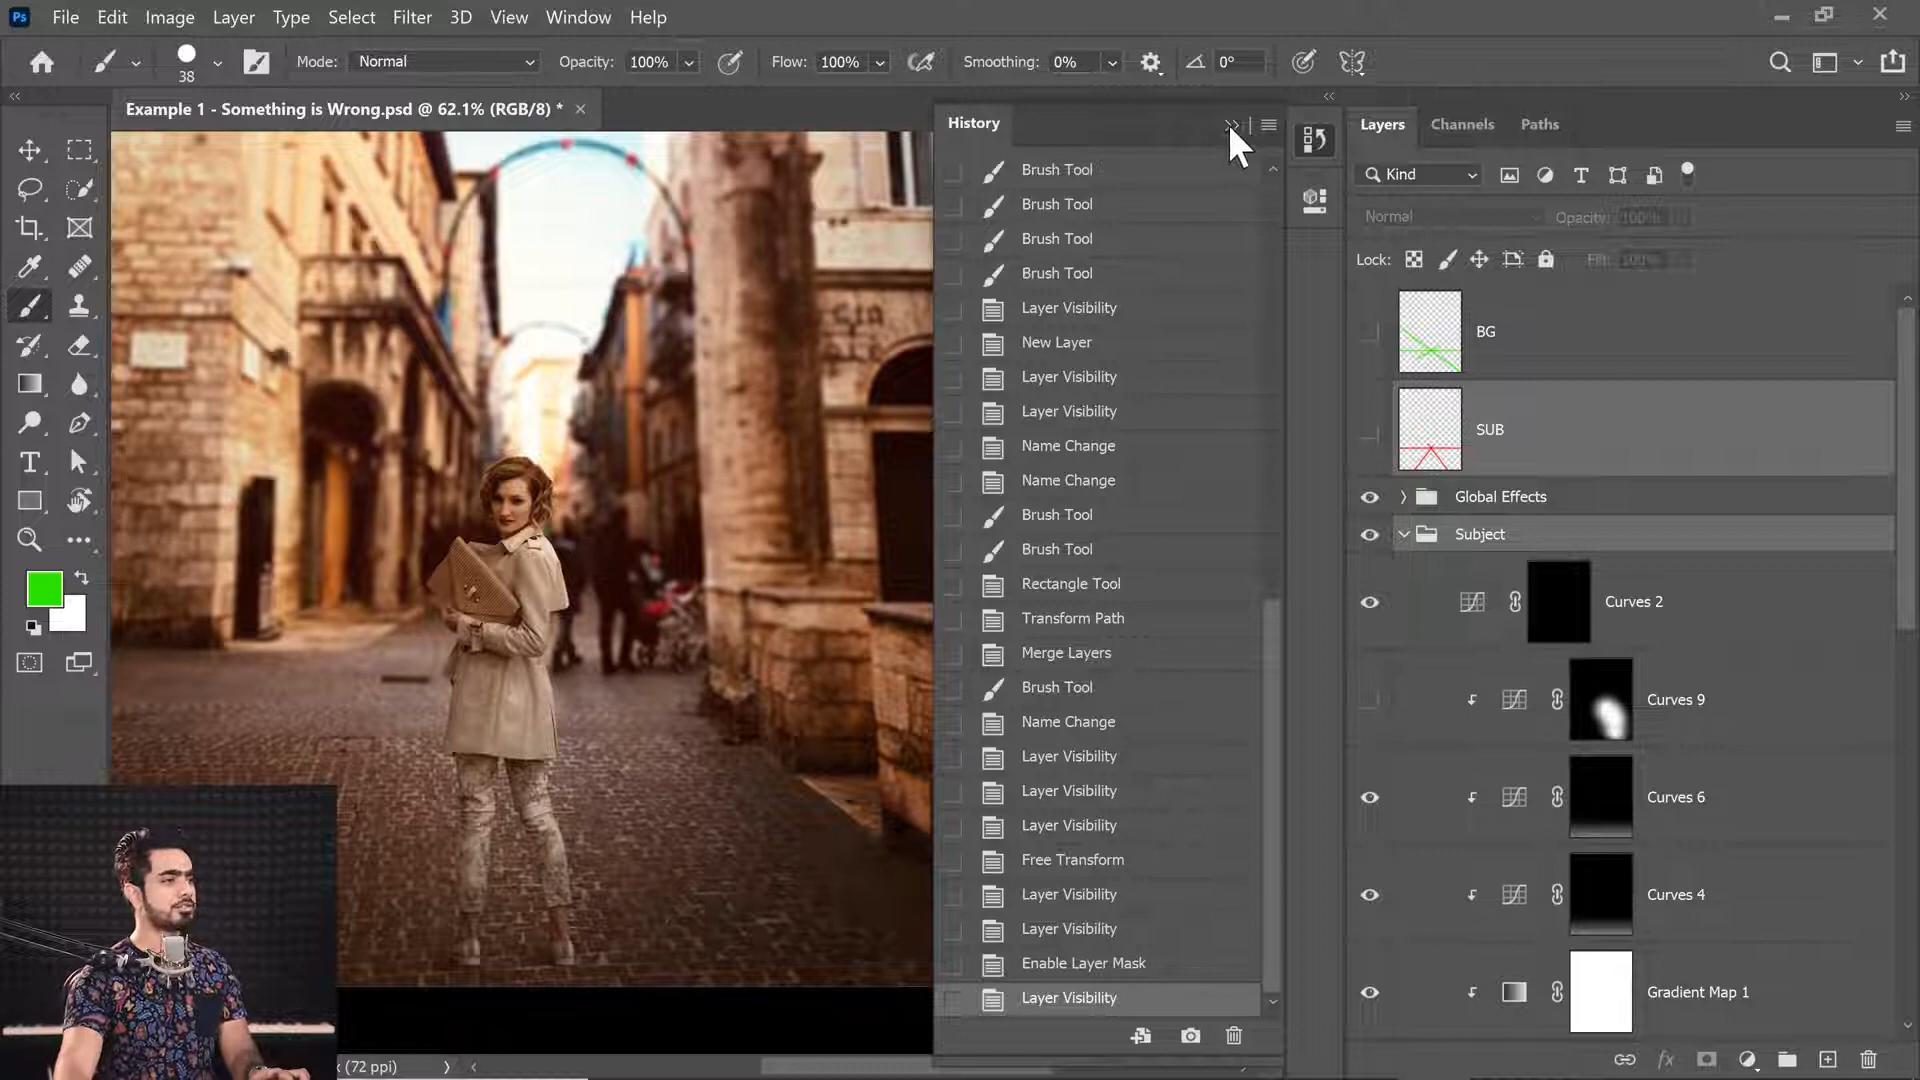 Ps File Edit Image Layer Type Select Filter 3D View Window Help
38 Mode: Normal Opacity: 100% Flow: 100% Smoothing: 0% 0°
Example 1 - Something is Wrong.psd @ 62.1% (RGB/8) * ×
History
Brush Tool
Brush Tool
Brush Tool
Brush Tool
Layer Visibility
New Layer
Layer Visibility
Layer Visibility
Name Change
Name Change
Brush Tool
Brush Tool
Rectangle Tool
Transform Path
Merge Layers
Brush Tool
Name Change
Layer Visibility
Layer Visibility
Layer Visibility
Free Transform
Layer Visibility
Layer Visibility
Enable Layer Mask
Layer Visibility
Layers Channels Paths
Kind
Normal Opacity: 100%
Lock: Fill: 100%
BG
SUB
Global Effects
Subject
Curves 2
Curves 9
Curves 6
Curves 4
Gradient Map 1
(72 ppi)